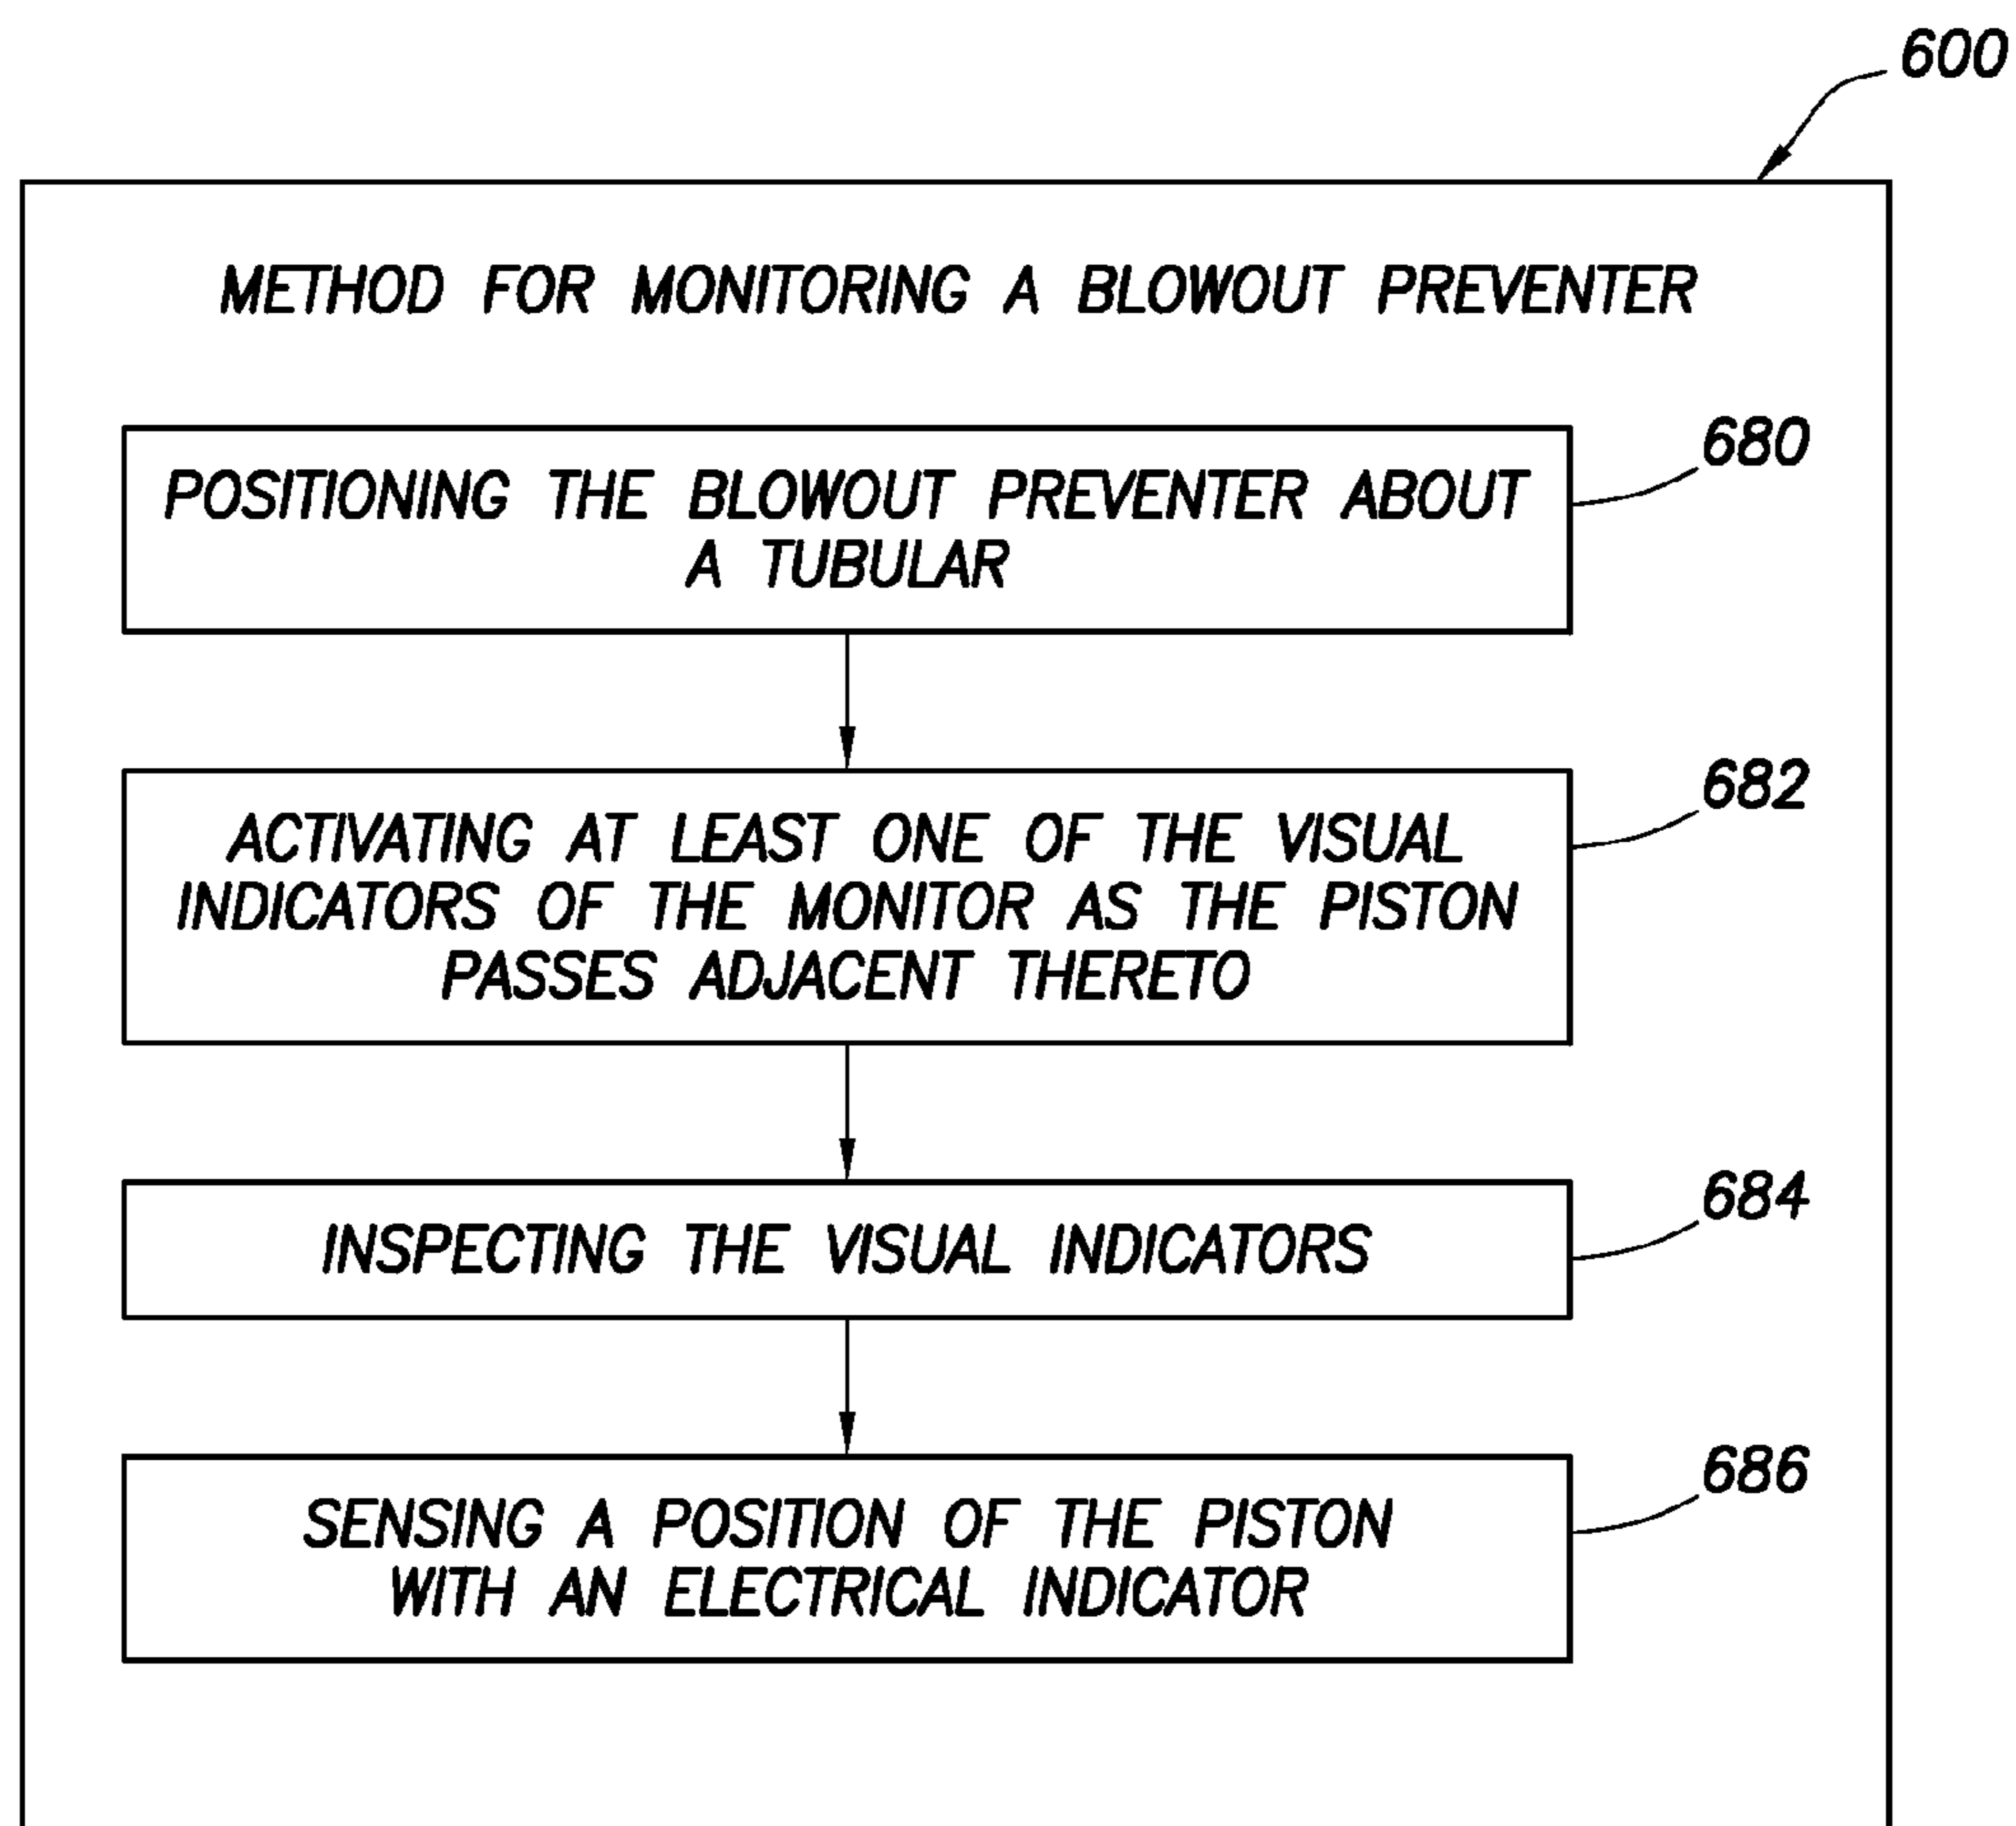 600
METHOD FOR MONITORING A BLOWOUT PREVENTER
680
POSITIONING THE BLOWOUT PREVENTER ABOUT
A TUBULAR
682
ACTIVATING AT LEAST ONE OF THE VISUAL
INDICATORS OF THE MONITOR AS THE PISTON
PASSES ADJACENT THERETO
684
INSPECTING THE VISUAL INDICATORS
686
SENSING A POSITION OF THE PISTON
WITH AN ELECTRICAL INDICATOR